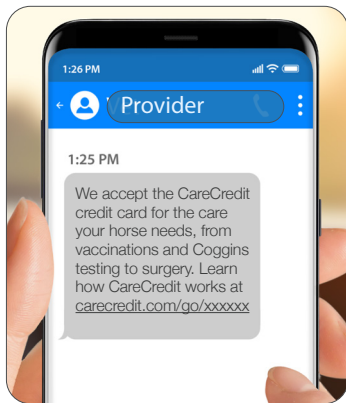 1:26 PM
Provider
1:25 PM
We accept the CareCredit
credit card for the care
your horse needs, from
vaccinations and Coggins
testing to surgery. Learn
how CareCredit works at
carecredit.com/go/xxxxxx